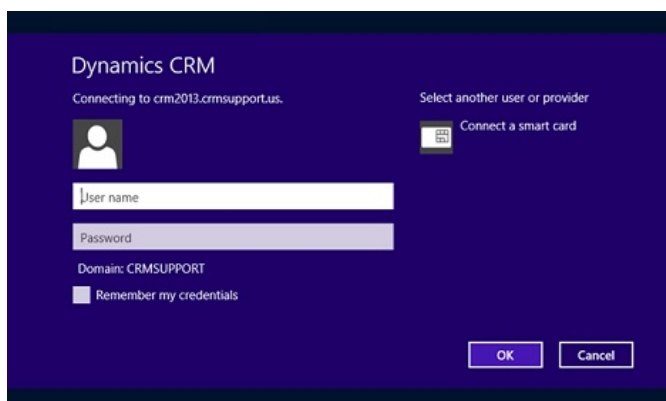 Dynamics CRM
Connecting to crm2013.crmsupport.us.
User name
Password
Domain: CRMSUPPORT
Remember my credentials
Select another user or provider
Connect a smart card
OK
Cancel